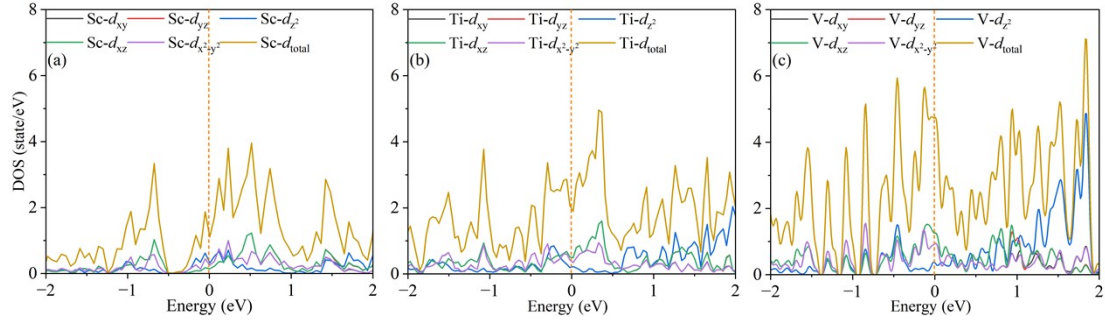 Sc-dxy Sc-dyz Sc-dz²
Sc-dxz Sc-dx²-y² Sc-dtotal
(a)
Ti-dxy Ti-dyz Ti-dz²
Ti-dxz Ti-dx²-y² Ti-dtotal
(b)
V-dxy V-dyz V-dz²
V-dxz V-dx²-y² V-dtotal
(c)
DOS (state/eV)
8
6
4
2
0
8
6
4
2
0
8
6
4
2
0
−2 −1 0 1 2
−2 −1 0 1 2
−2 −1 0 1 2
Energy (eV)
Energy (eV)
Energy (eV)